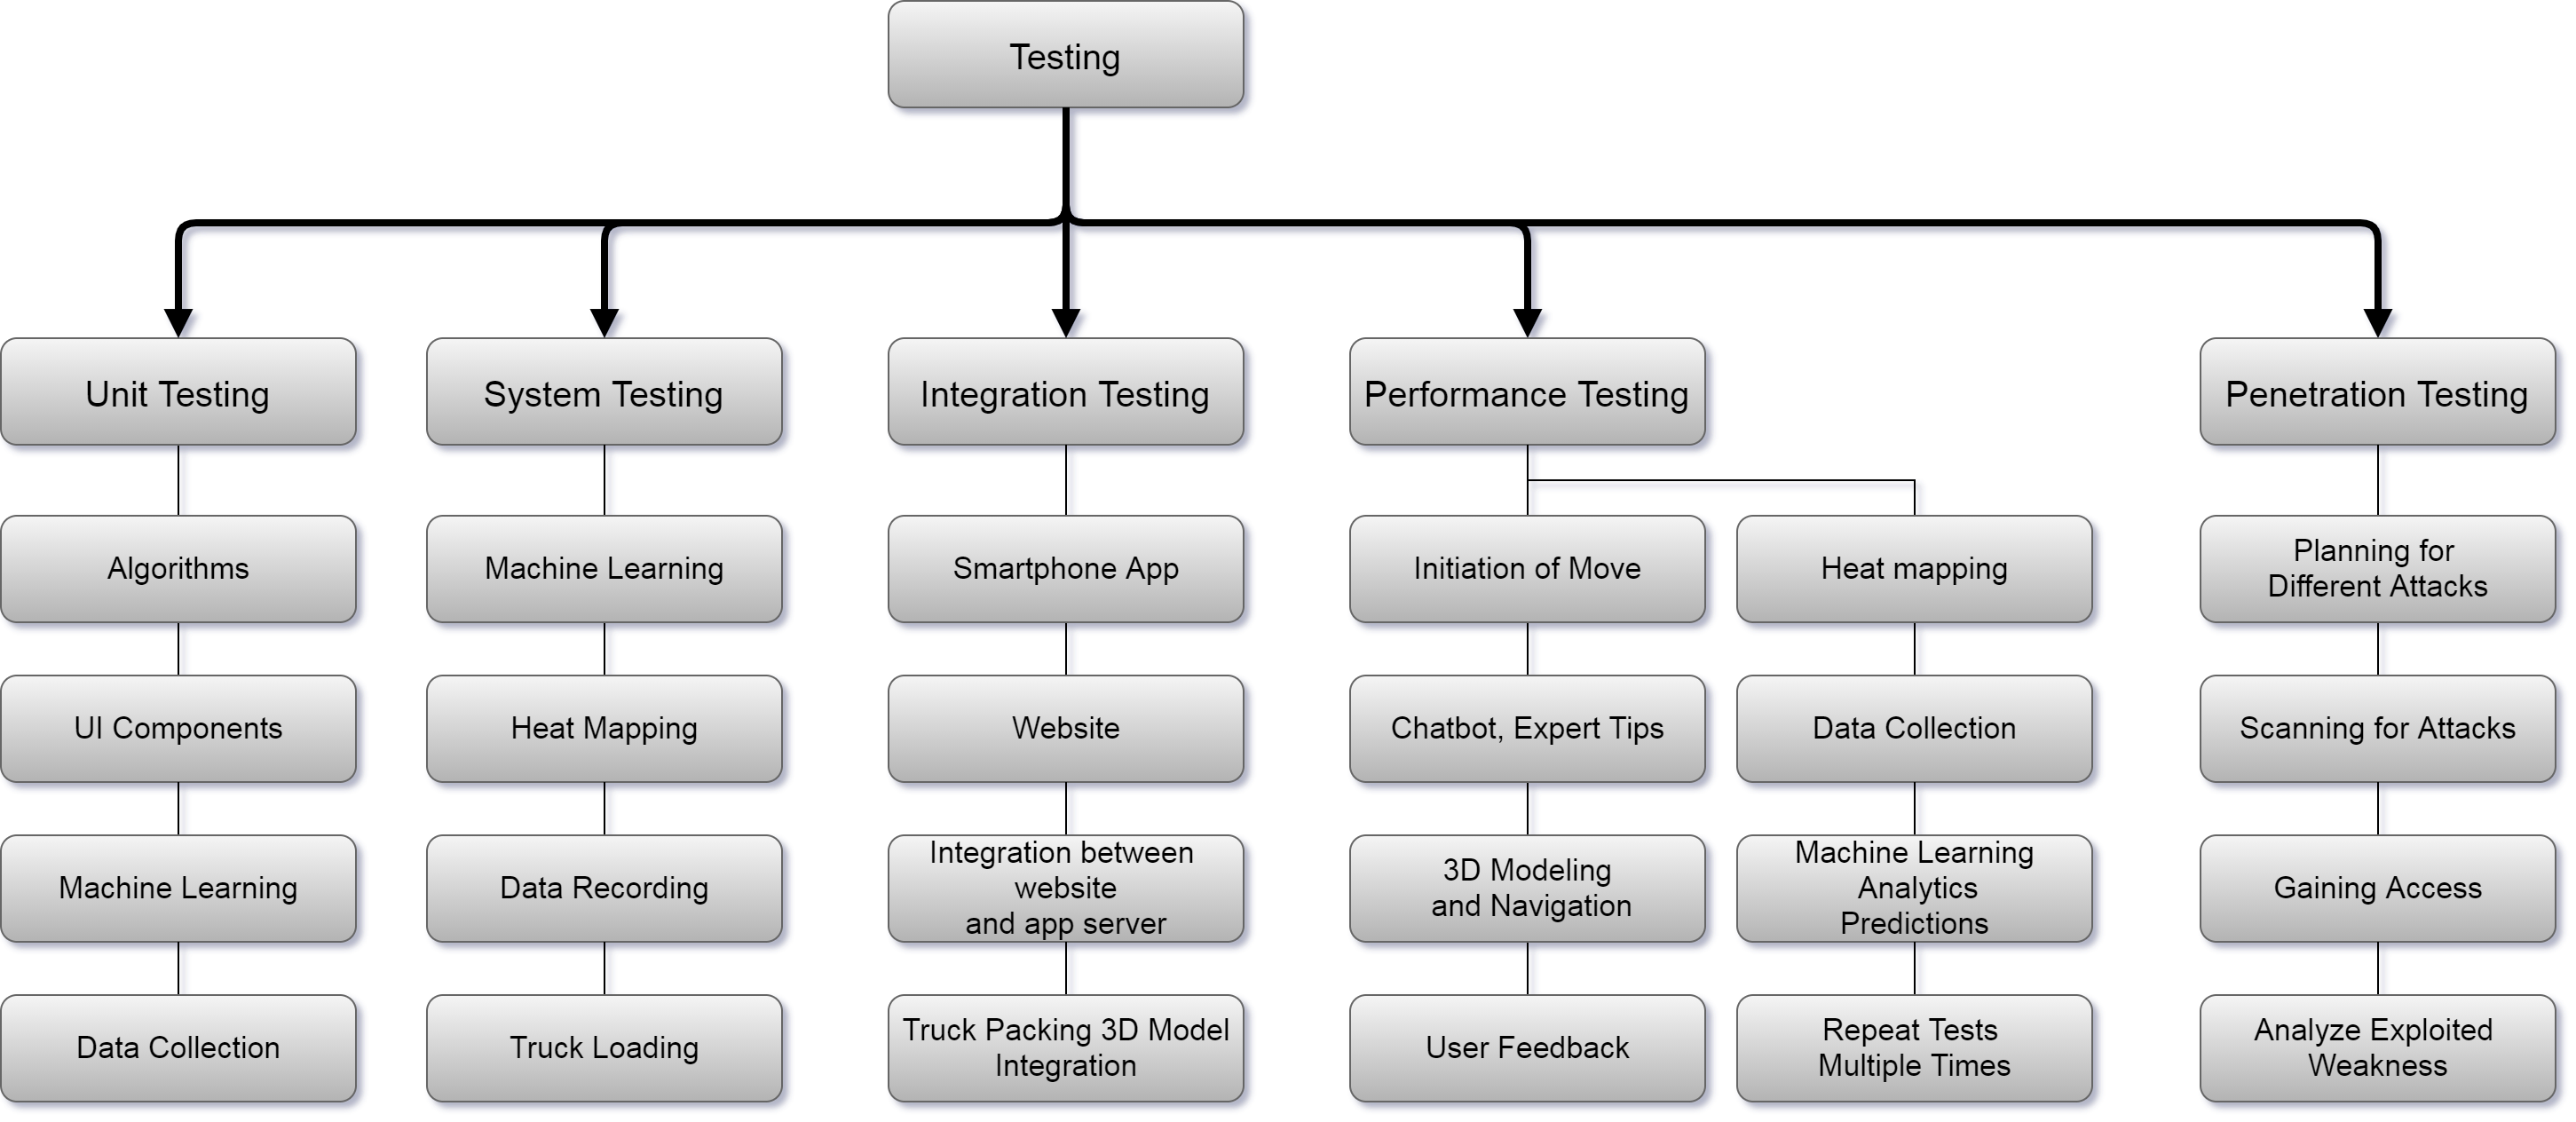 Testing
Unit Testing
System Testing
Integration Testing
Performance Testing
Penetration Testing
Algorithms
Machine Learning
Smartphone App
Initiation of Move
Heat mapping
Planning for
Different Attacks
UI Components
Heat Mapping
Website
Chatbot, Expert Tips
Data Collection
Scanning for Attacks
Machine Learning
Data Recording
Integration between
website
and app server
3D Modeling
and Navigation
Machine Learning
Analytics
Predictions
Gaining Access
Data Collection
Truck Loading
Truck Packing 3D Model
Integration
User Feedback
Repeat Tests
Multiple Times
Analyze Exploited
Weakness